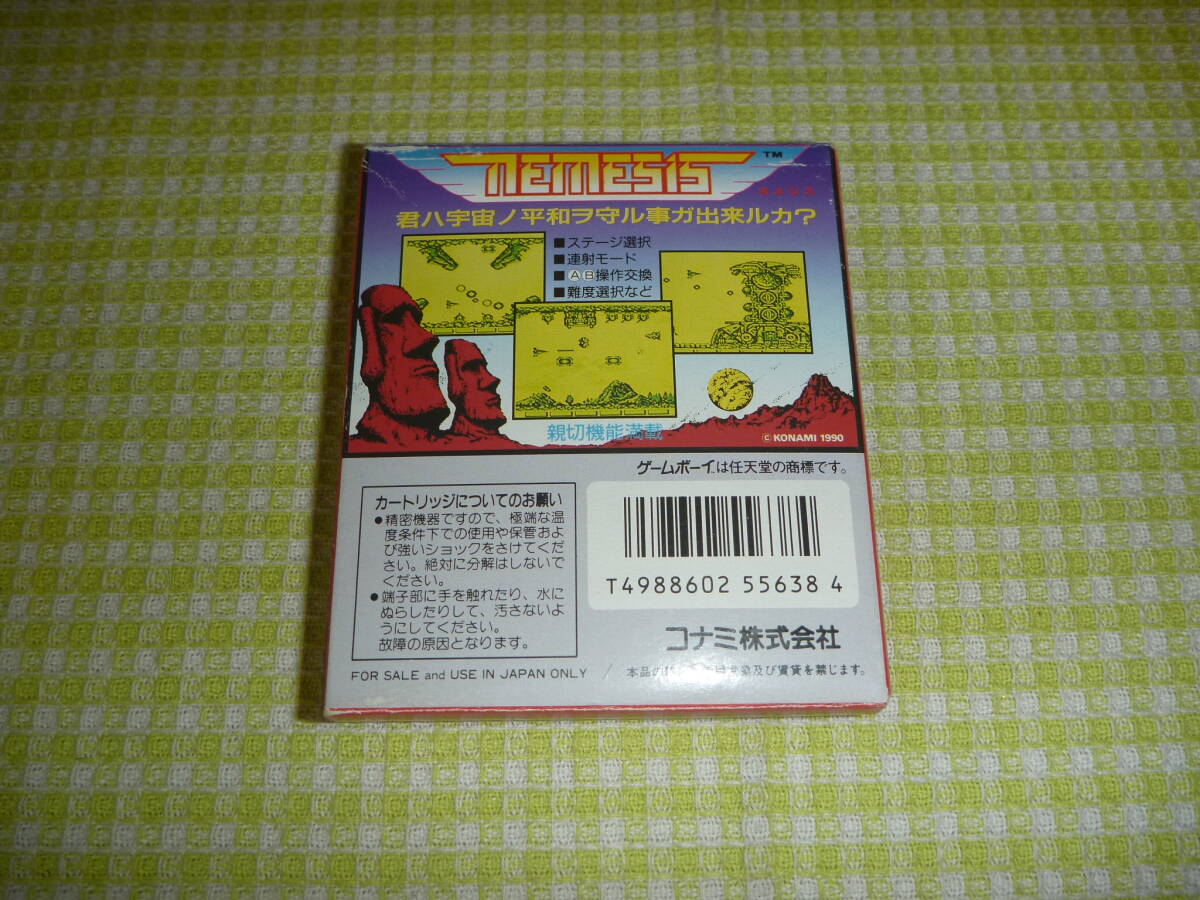 NEMESIS TM
ネメシス
君ハ宇宙ノ平和ヲ守ル事ガ出来ルカ?
■ステージ選択
■連射モード
■ⒶⒷ操作交換
■難度選択など
親切機能満載
© KONAMI 1990
ゲームボーイは任天堂の商標です。
カートリッジについてのお願い
●精密機器ですので、極端な温
度条件下での使用や保管およ
び強いショックをさけてくだ
さい。絶対に分解はしないで
ください。
●端子部に手を触れたり、水に
ぬらしたりして、汚さないよ
うにしてください。
故障の原因となります。
T4988602 55638 4
コナミ株式会社
FOR SALE and USE IN JAPAN ONLY / 本品の 営業及び賃貸を禁じます。